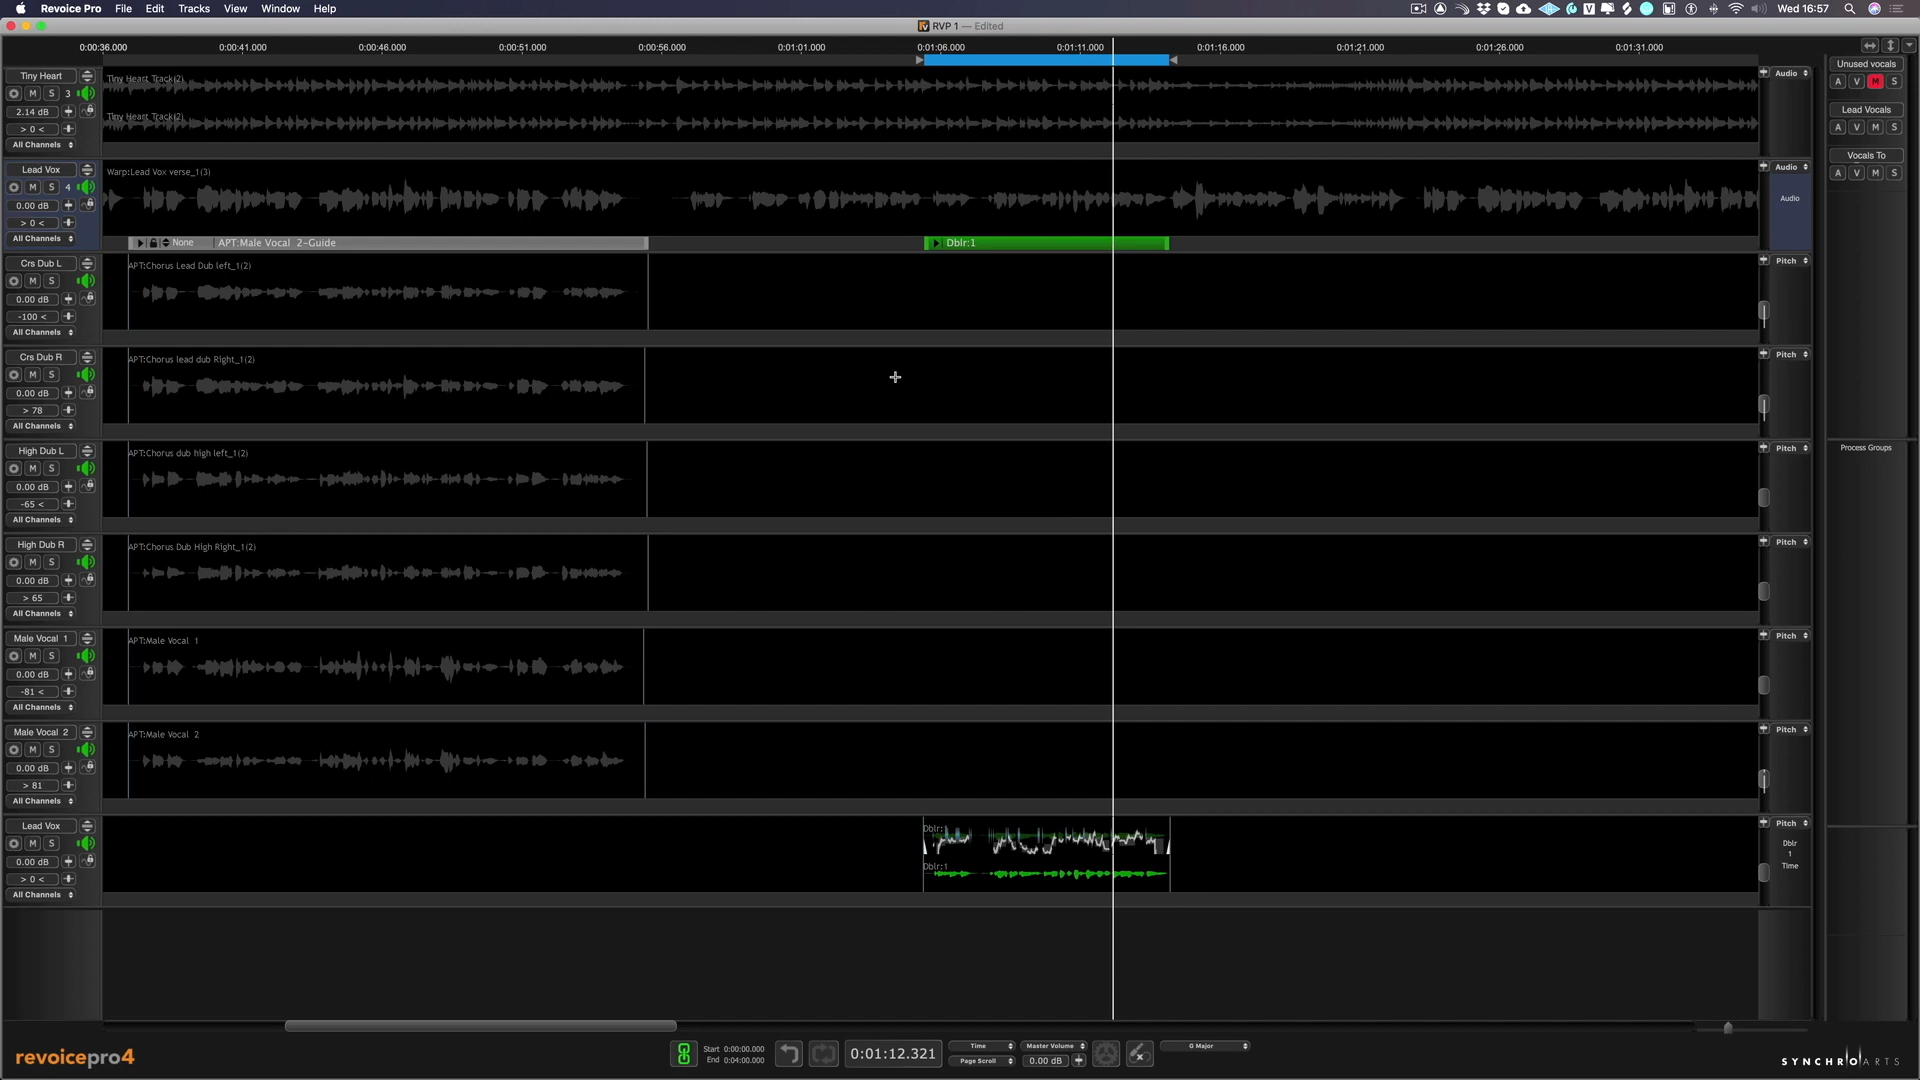 Revoice Pro File Edit Tracks View Window Help Wed 16:57
RVP 1 — Edited
0:00:36.000 0:00:41.000 0:00:46.000 0:00:51.000 0:00:56.000 0:01:01.000 0:01:06.000 0:01:11.000 0:01:16.000 0:01:21.000 0:01:26.000 0:01:31.000
Tiny Heart Tiny Heart Track(2) Audio Unused vocals
M S 3 A V M S
2.14 dB Tiny Heart Track(2) Lead Vocals
> 0 < A V M S
All Channels
Vocals To
Lead Vox Warp:Lead Vox verse_1(3) Audio A V M S
M S 4
0.00 dB Audio
> 0 <
All Channels None APT:Male Vocal 2-Guide Dblr:1
Crs Dub L APT:Chorus Lead Dub left_1(2) Pitch
M S
0.00 dB
-100 <
All Channels
Crs Dub R APT:Chorus lead dub Right_1(2) Pitch
M S
0.00 dB
> 78
All Channels
High Dub L APT:Chorus dub high left_1(2) Pitch Process Groups
M S
0.00 dB
-65 <
All Channels
High Dub R APT:Chorus Dub High Right_1(2) Pitch
M S
0.00 dB
> 65
All Channels
Male Vocal 1 APT:Male Vocal 1 Pitch
M S
0.00 dB
-81 <
All Channels
Male Vocal 2 APT:Male Vocal 2 Pitch
M S
0.00 dB
> 81
All Channels
Lead Vox Dblr:1 Pitch
M S Dblr
1
0.00 dB Dblr:1 Time
> 0 <
All Channels
revoicepro4 Start 0:00:00.000 End 0:04:00.000 0:01:12.321 Time Page Scroll Master Volume 0.00 dB G Major SYNCHRO ARTS